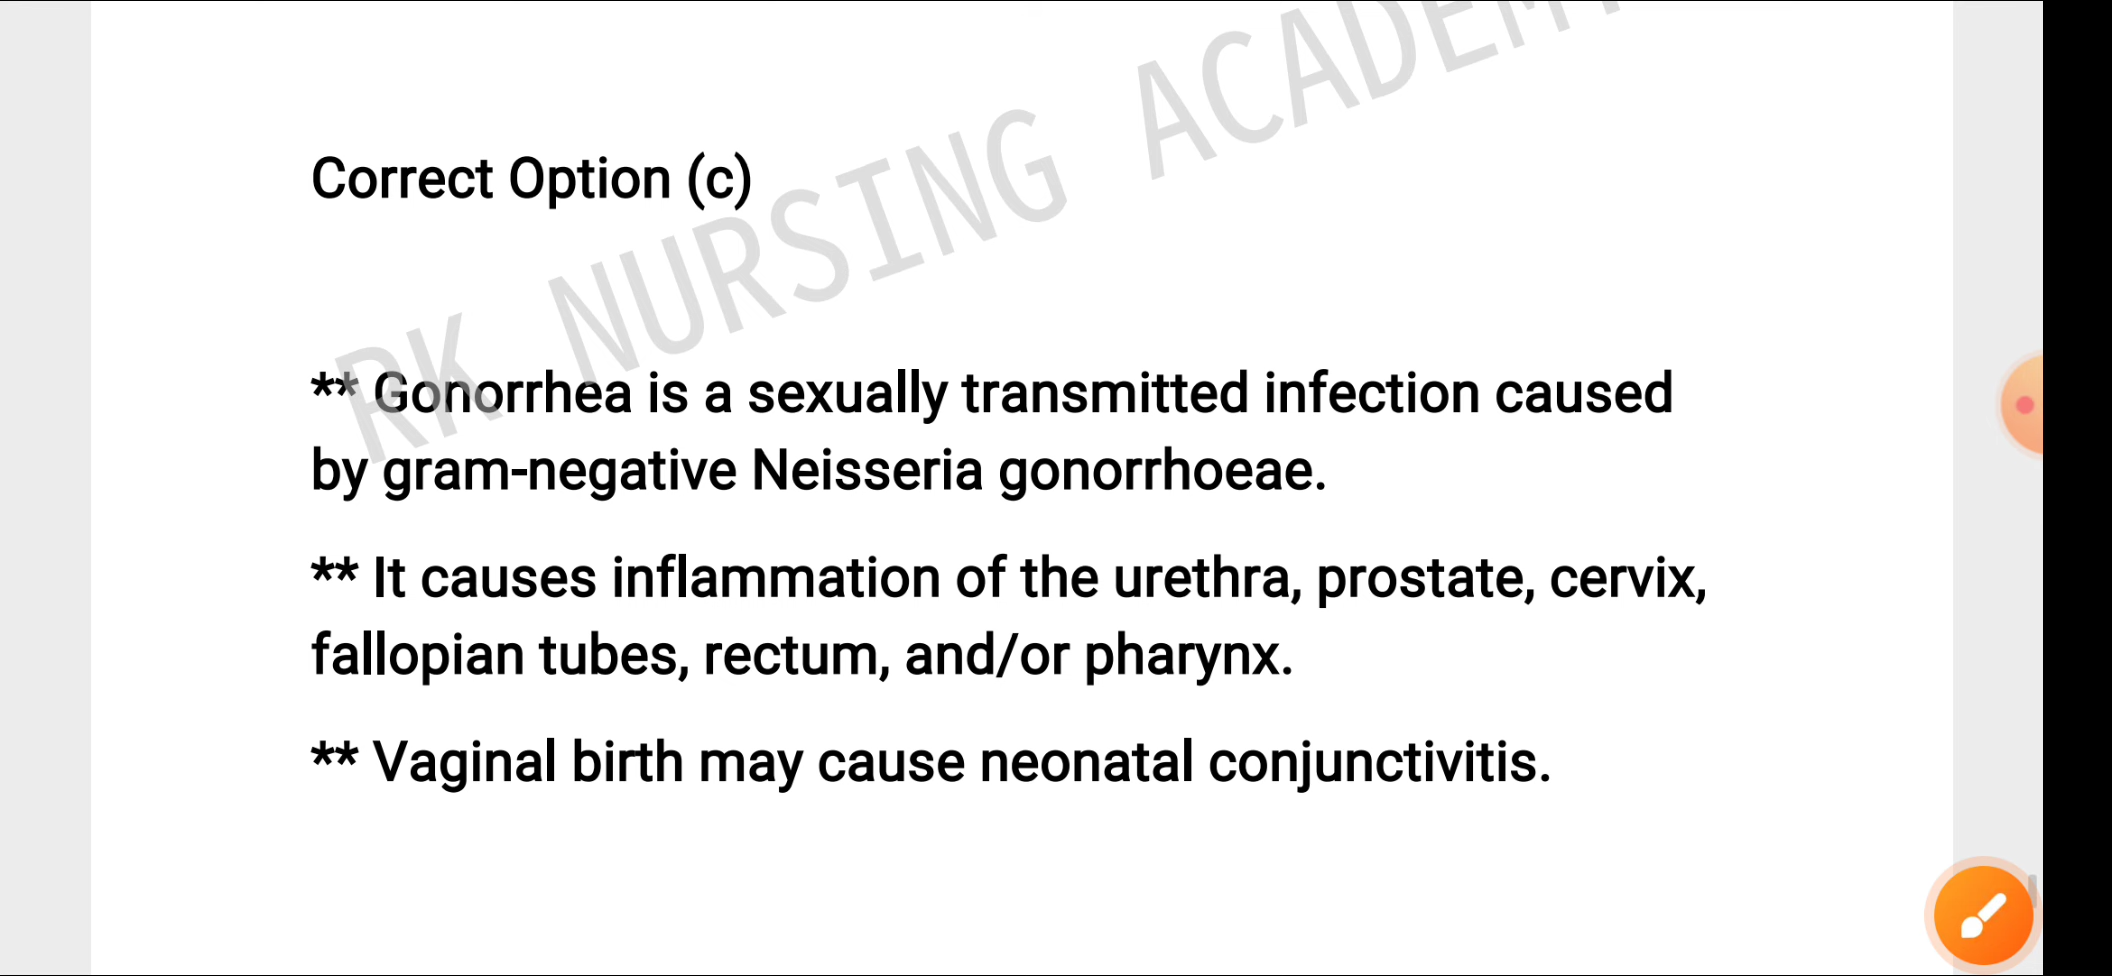 RK NURSING ACADEMY
Correct Option (c)
** Gonorrhea is a sexually transmitted infection caused
by gram-negative Neisseria gonorrhoeae.
** It causes inflammation of the urethra, prostate, cervix,
fallopian tubes, rectum, and/or pharynx.
** Vaginal birth may cause neonatal conjunctivitis.